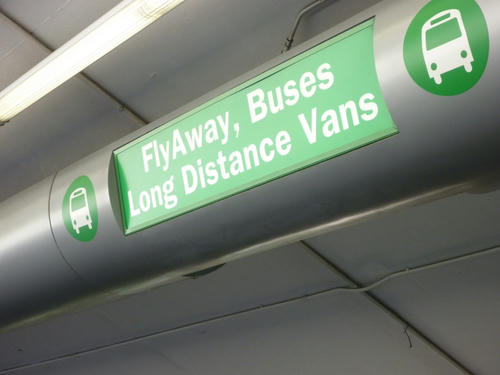 FlyAway, Buses
Long Distance Vans